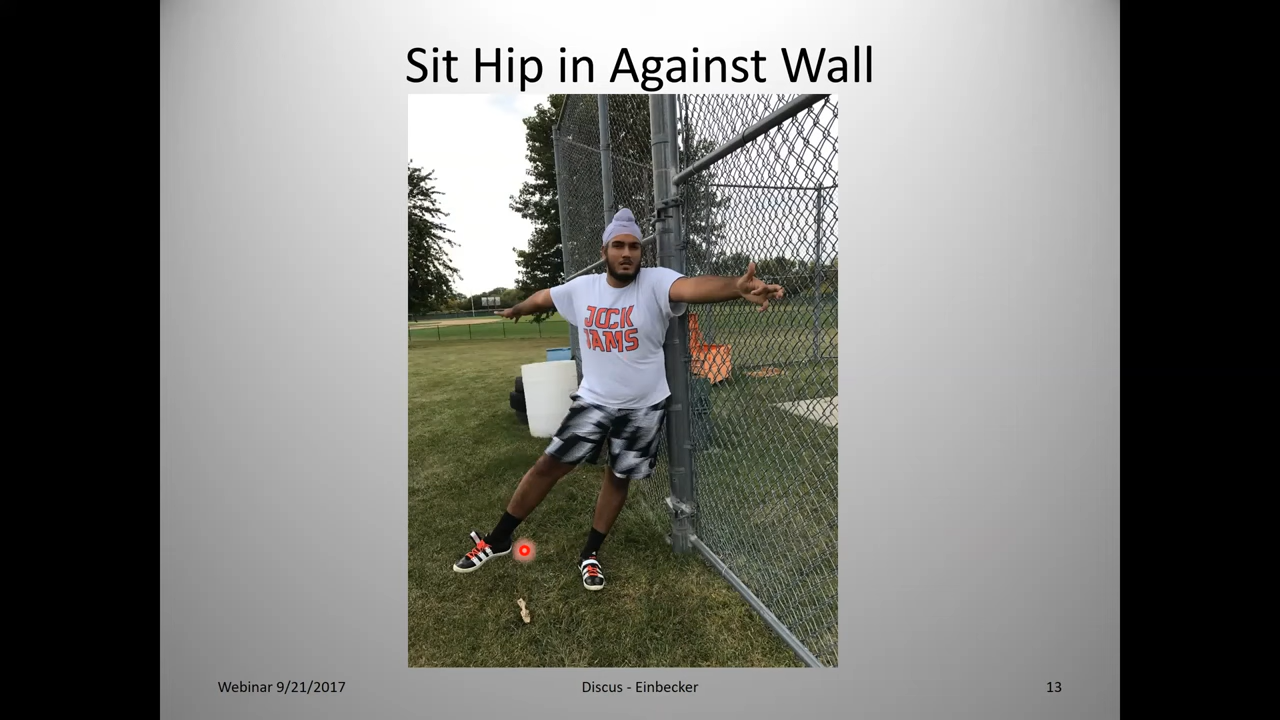 Sit Hip in Against Wall
JOCK
JAMS
Webinar 9/21/2017
Discus - Einbecker
13